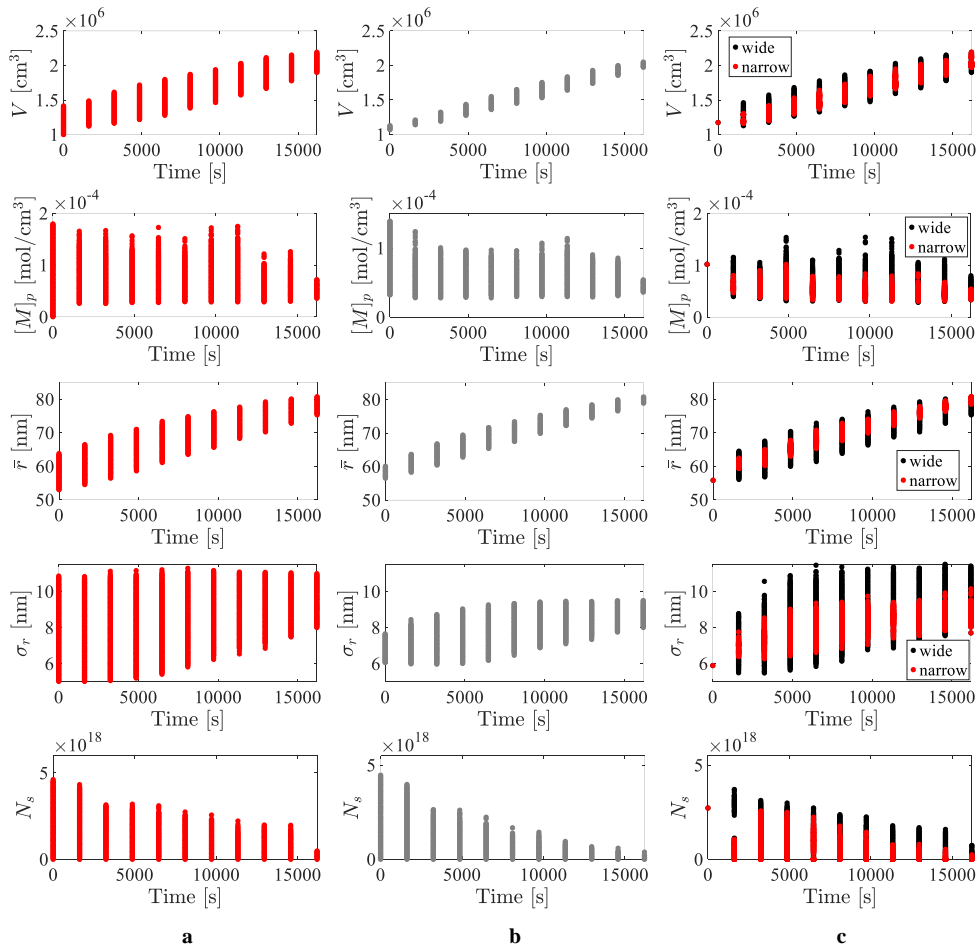 ×10^6 ×10^6 ×10^6
2.5 2.5 2.5
2 2 2
1.5 1.5 1.5
1 1 1
V [cm^3] V [cm^3] V [cm^3]
wide
narrow
0 5000 10000 15000 0 5000 10000 15000 0 5000 10000 15000
Time [s] Time [s] Time [s]
×10^-4 ×10^-4 ×10^-4
2 2 2
1 1 1
0 0 0
[M]_p [mol/cm^3] [M]_p [mol/cm^3] [M]_p [mol/cm^3]
wide
narrow
0 5000 10000 15000 0 5000 10000 15000 0 5000 10000 15000
Time [s] Time [s] Time [s]
80 80 80
70 70 70
60 60 60
50 50 50
r̄ [nm] r̄ [nm] r̄ [nm]
wide
narrow
0 5000 10000 15000 0 5000 10000 15000 0 5000 10000 15000
Time [s] Time [s] Time [s]
10 10 10
8 8 8
6 6 6
σ_r [nm] σ_r [nm] σ_r [nm]
wide
narrow
0 5000 10000 15000 0 5000 10000 15000 0 5000 10000 15000
Time [s] Time [s] Time [s]
×10^18 ×10^18 ×10^18
5 5 5
0 0 0
N_s N_s N_s
wide
narrow
0 5000 10000 15000 0 5000 10000 15000 0 5000 10000 15000
Time [s] Time [s] Time [s]
a b c